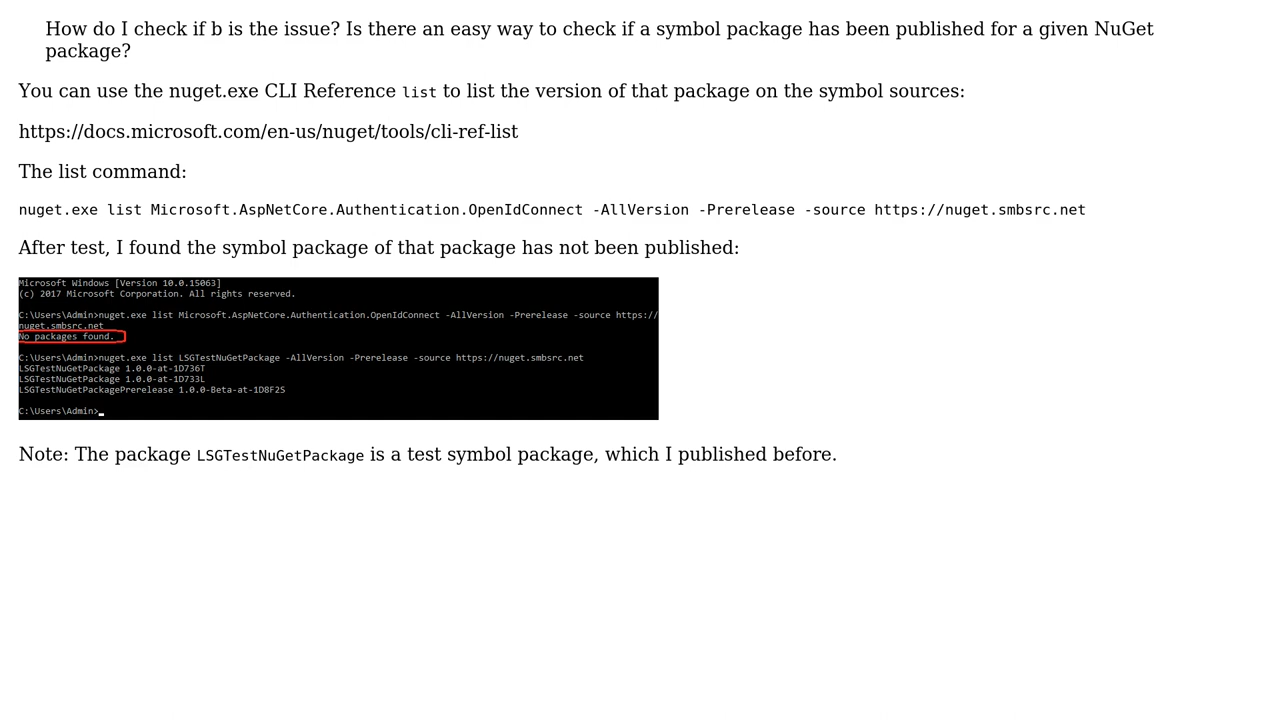 How do I check if b is the issue? Is there an easy way to check if a symbol package has been published for a given NuGet
package?
You can use the nuget.exe CLI Reference list to list the version of that package on the symbol sources:
https://docs.microsoft.com/en-us/nuget/tools/cli-ref-list
The list command:
nuget.exe list Microsoft.AspNetCore.Authentication.OpenIdConnect -AllVersion -Prerelease -source https://nuget.smbsrc.net
After test, I found the symbol package of that package has not been published:
Microsoft Windows [Version 10.0.15063]
(c) 2017 Microsoft Corporation. All rights reserved.
C:\Users\Admin>nuget.exe list Microsoft.AspNetCore.Authentication.OpenIdConnect -AllVersion -Prerelease -source https://
nuget.smbsrc.net
No packages found.
C:\Users\Admin>nuget.exe list LSGTestNuGetPackage -AllVersion -Prerelease -source https://nuget.smbsrc.net
LSGTestNuGetPackage 1.0.0-at-1D736T
LSGTestNuGetPackage 1.0.0-at-1D733L
LSGTestNuGetPackagePrerelease 1.0.0-Beta-at-1D8F2S
C:\Users\Admin>
Note: The package LSGTestNuGetPackage is a test symbol package, which I published before.